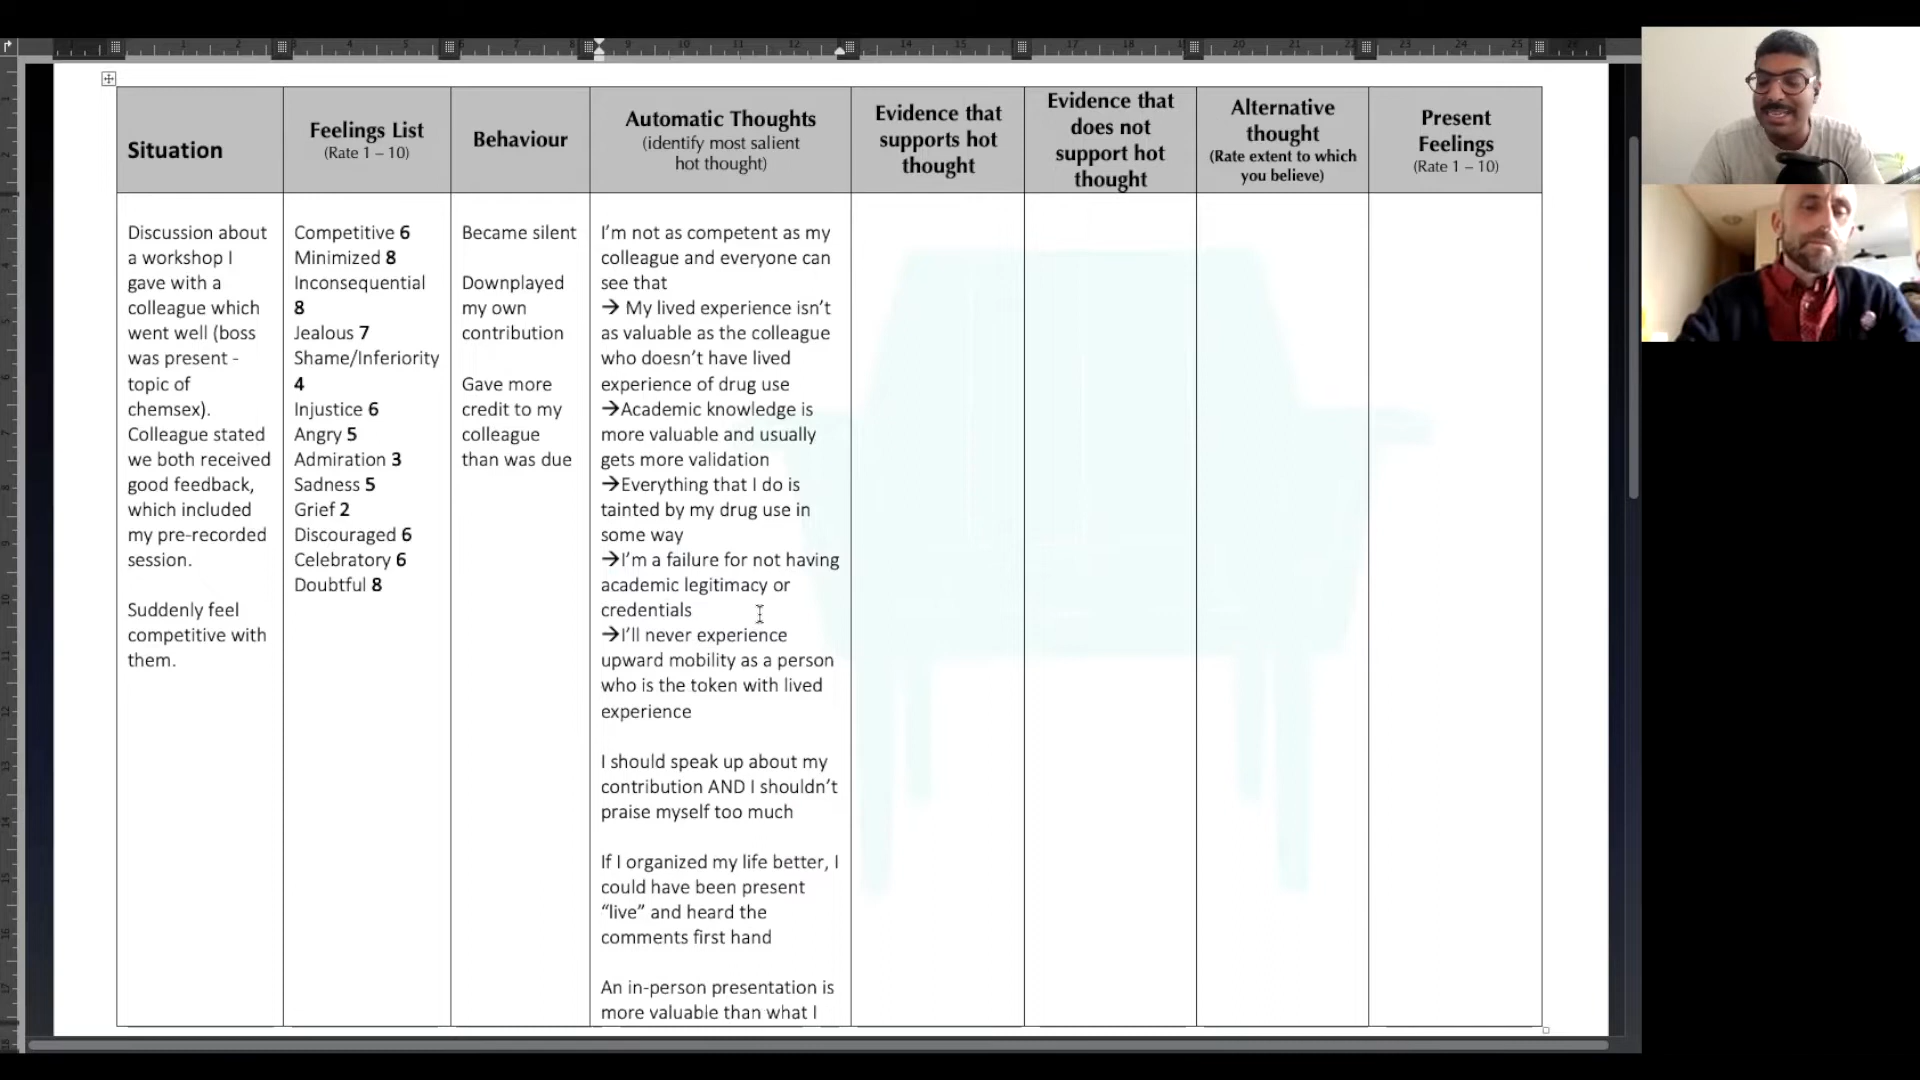 Situation
Feelings List
(Rate 1 – 10)
Behaviour
Automatic Thoughts
(identify most salient
hot thought)
Evidence that
supports hot
thought
Evidence that
does not
support hot
thought
Alternative
thought
(Rate extent to which
you believe)
Present
Feelings
(Rate 1 – 10)
Discussion about
a workshop I
gave with a
colleague which
went well (boss
was present -
topic of
chemsex).
Colleague stated
we both received
good feedback,
which included
my pre-recorded
session.
Suddenly feel
competitive with
them.
Competitive 6
Minimized 8
Inconsequential
8
Jealous 7
Shame/Inferiority
4
Injustice 6
Angry 5
Admiration 3
Sadness 5
Grief 2
Discouraged 6
Celebratory 6
Doubtful 8
Became silent
Downplayed
my own
contribution
Gave more
credit to my
colleague
than was due
I’m not as competent as my
colleague and everyone can
see that
→ My lived experience isn’t
as valuable as the colleague
who doesn’t have lived
experience of drug use
→Academic knowledge is
more valuable and usually
gets more validation
→Everything that I do is
tainted by my drug use in
some way
→I’m a failure for not having
academic legitimacy or
credentials
→I’ll never experience
upward mobility as a person
who is the token with lived
experience
I should speak up about my
contribution AND I shouldn’t
praise myself too much
If I organized my life better, I
could have been present
“live” and heard the
comments first hand
An in-person presentation is
more valuable than what I